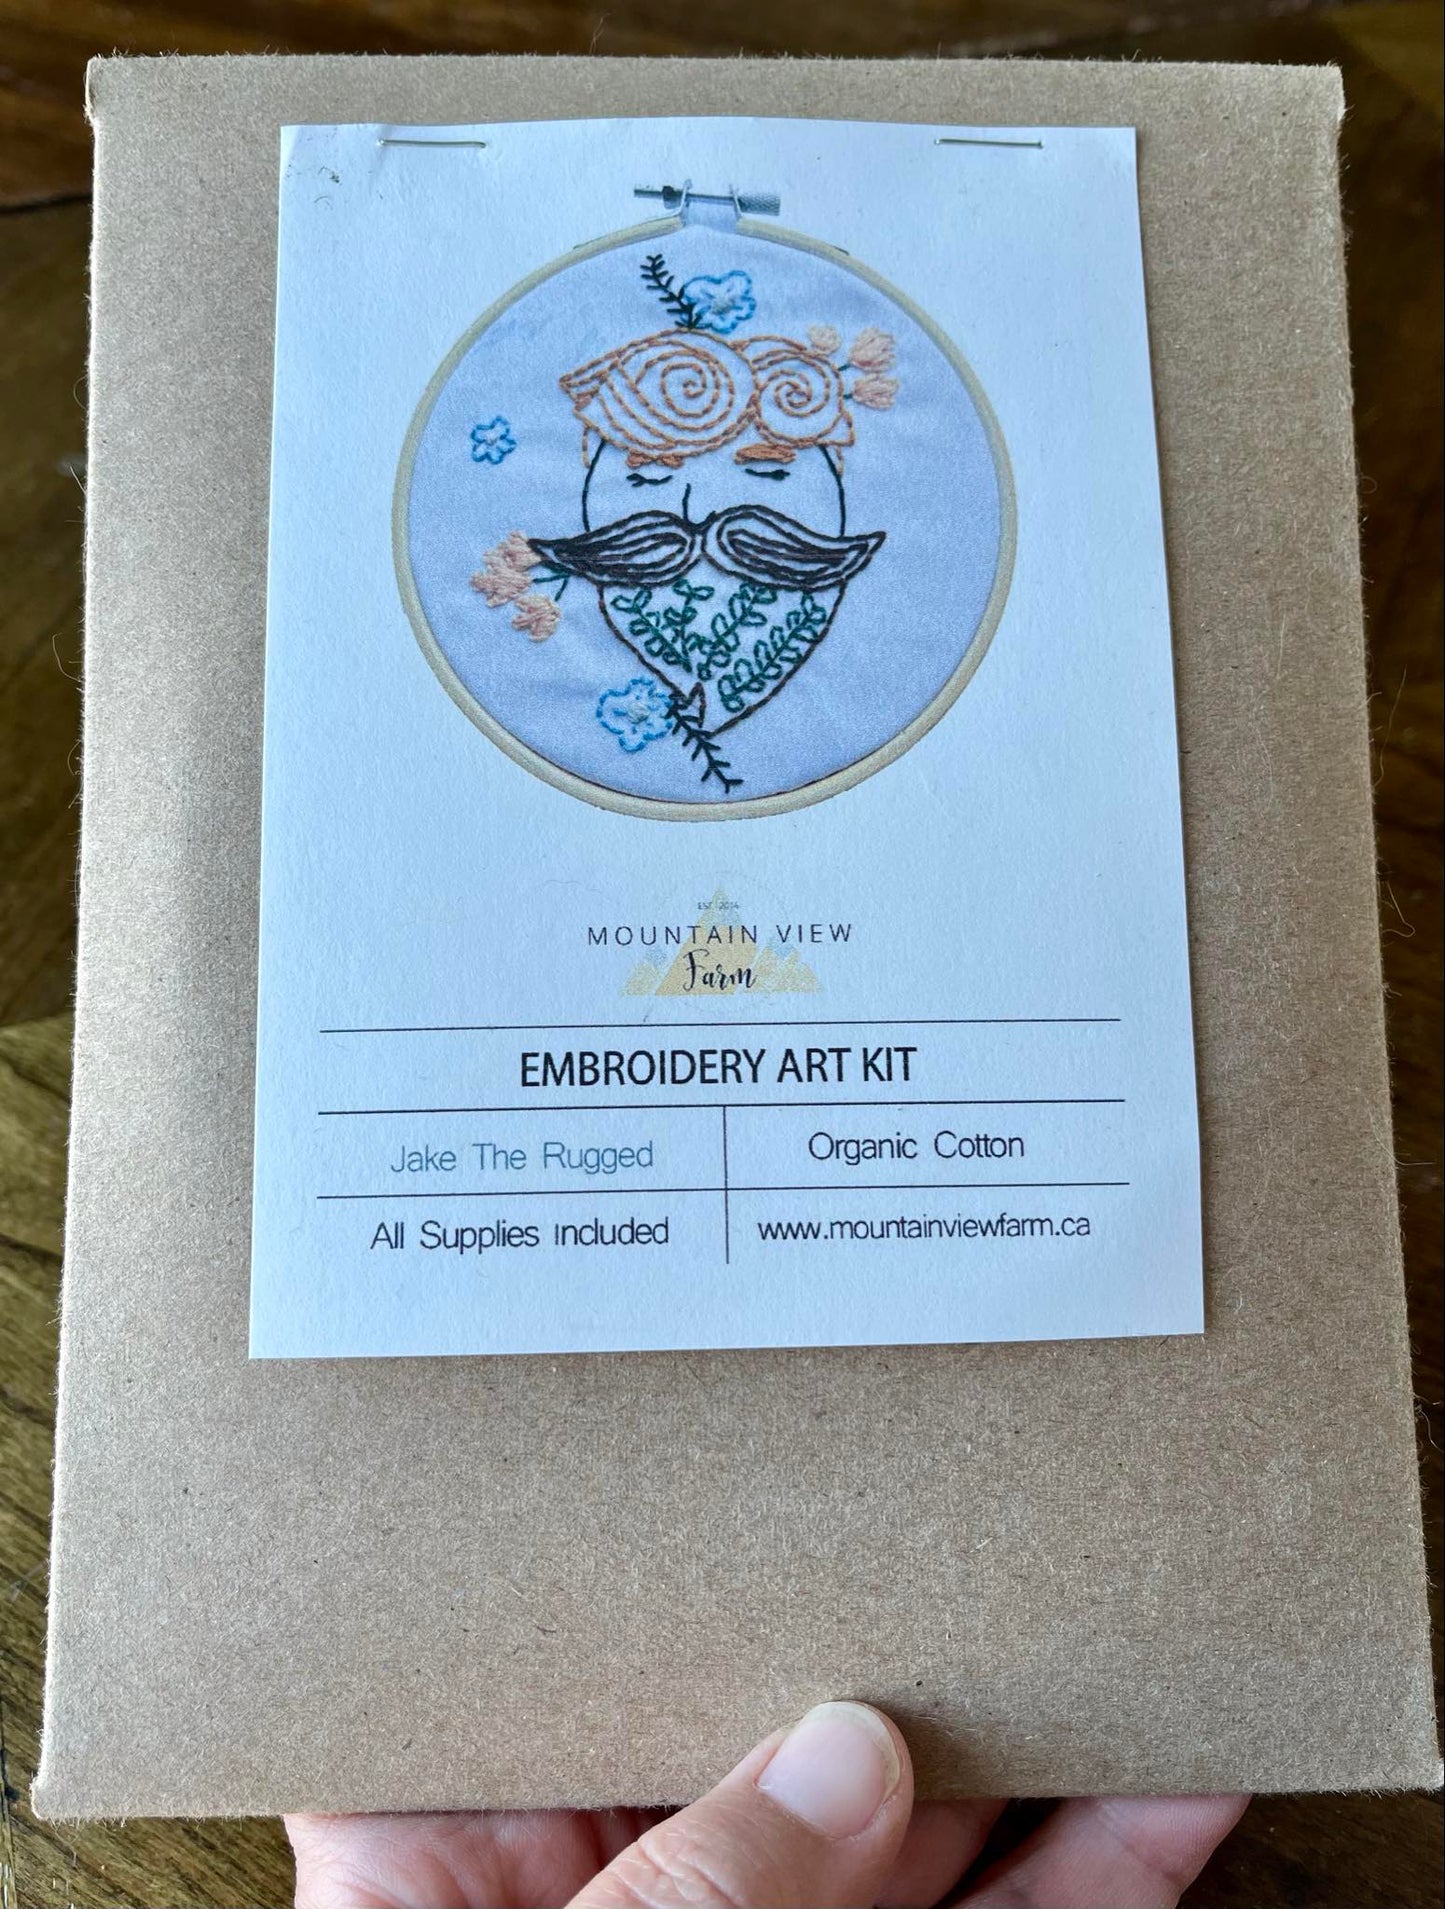 EST. 2014
MOUNTAIN VIEW
Farm
EMBROIDERY ART KIT
Jake The Rugged
Organic Cotton
All Supplies Included
www.mountainviewfarm.ca